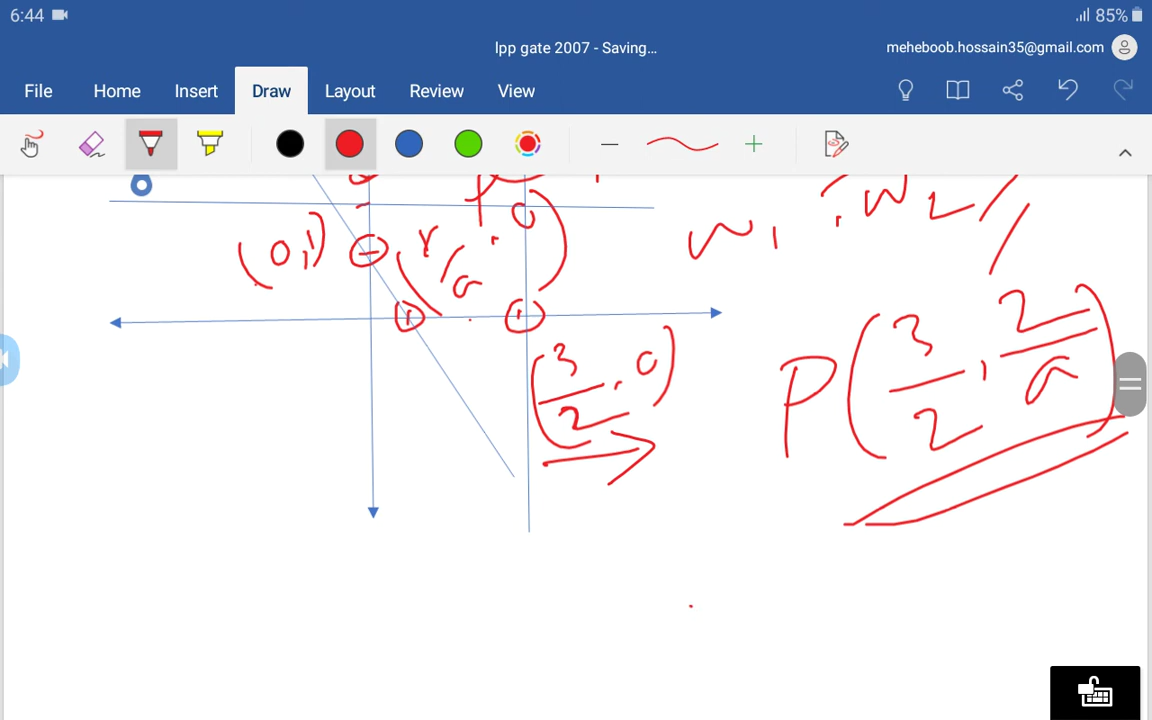 6:44 85%
lpp gate 2007 - Saving...
meheboob.hossain35@gmail.com
File Home Insert Draw Layout Review View
(0,1)
W1 : W2
(3/2, 0)
P(3/2, 2/a)